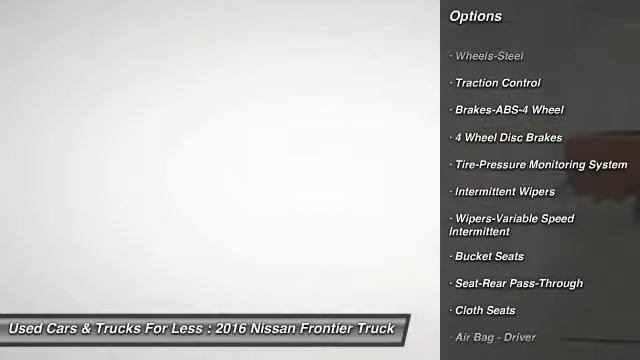 Options
· Wheels-Steel
· Traction Control
· Brakes-ABS-4 Wheel
· 4 Wheel Disc Brakes
· Tire-Pressure Monitoring System
· Intermittent Wipers
· Wipers-Variable Speed
Intermittent
· Bucket Seats
· Seat-Rear Pass-Through
· Cloth Seats
· Air Bag - Driver
Used Cars & Trucks For Less : 2016 Nissan Frontier Truck